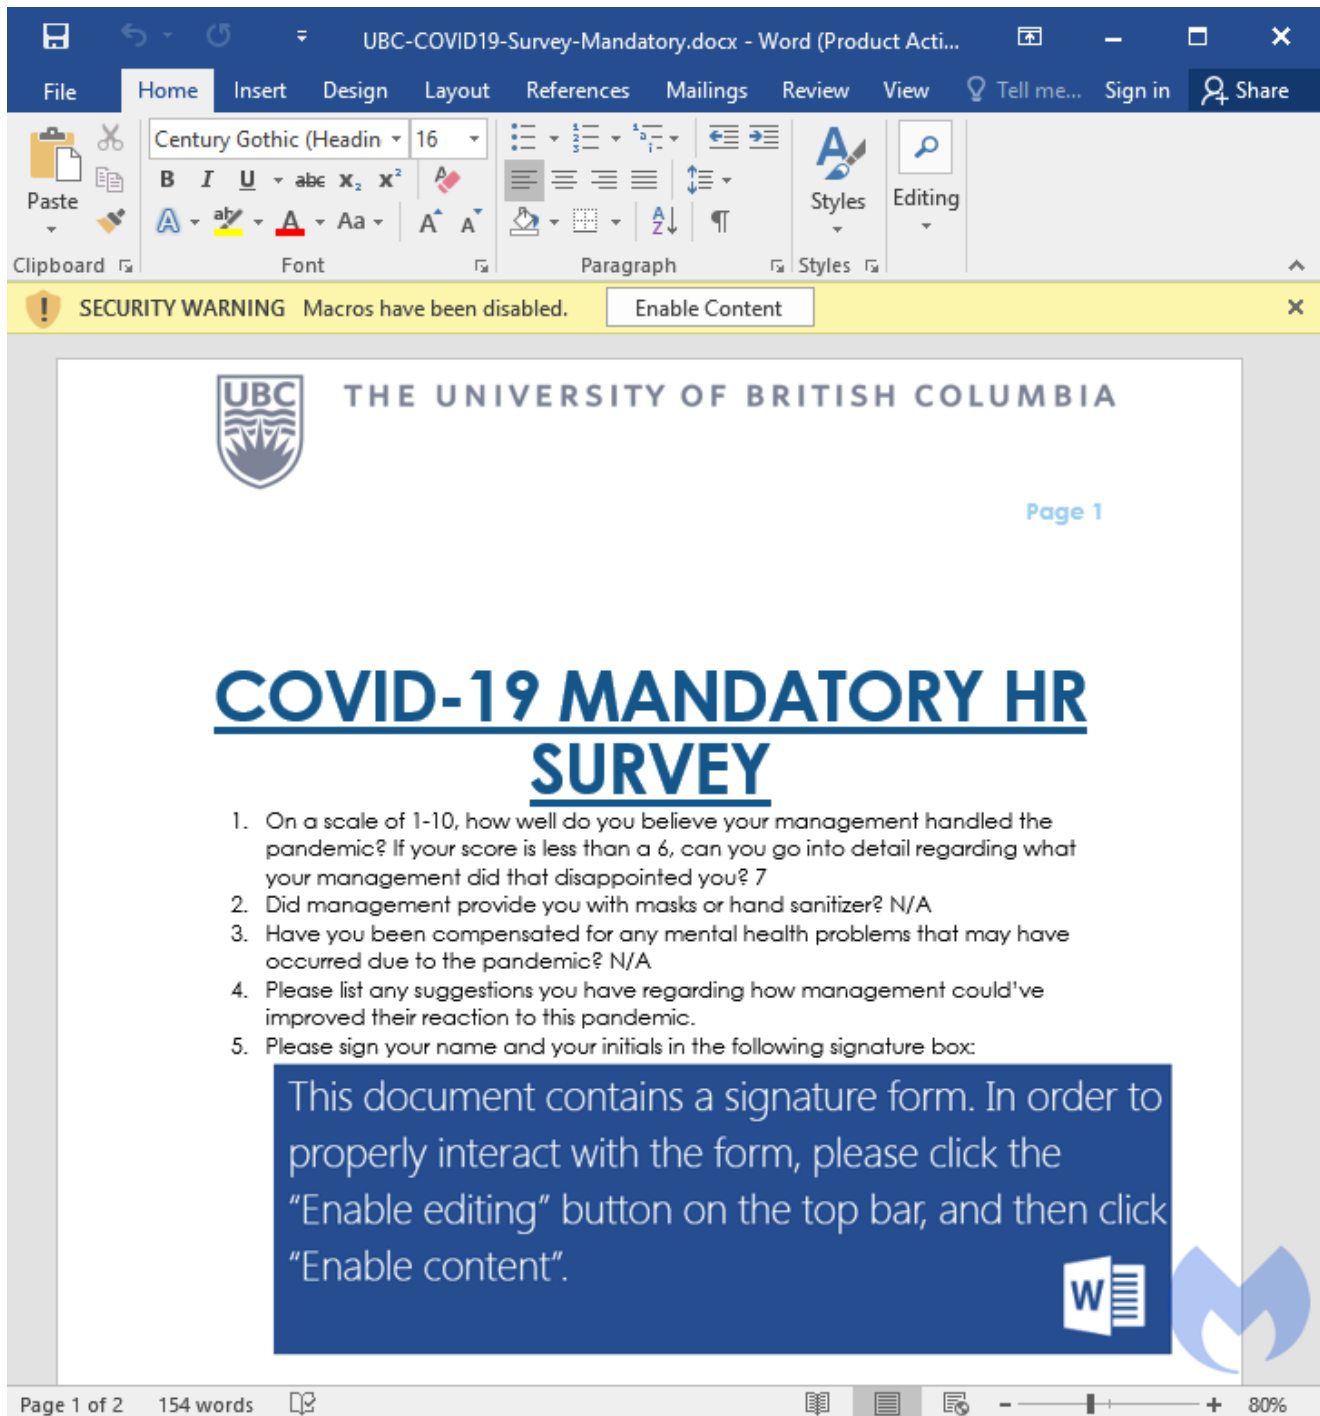 UBC-COVID19-Survey-Mandatory.docx - Word (Product Acti...
File Home Insert Design Layout References Mailings Review View Tell me... Sign in Share
Century Gothic (Headin 16
B I U abc X₂ X² 
Paste
Styles
Editing
A aby A Aa A A
A Z ¶
Clipboard Font Paragraph Styles
SECURITY WARNING Macros have been disabled. Enable Content
UBC THE UNIVERSITY OF BRITISH COLUMBIA
Page 1
COVID-19 MANDATORY HR
SURVEY
1. On a scale of 1-10, how well do you believe your management handled the
pandemic? If your score is less than a 6, can you go into detail regarding what
your management did that disappointed you? 7
2. Did management provide you with masks or hand sanitizer? N/A
3. Have you been compensated for any mental health problems that may have
occurred due to the pandemic? N/A
4. Please list any suggestions you have regarding how management could've
improved their reaction to this pandemic.
5. Please sign your name and your initials in the following signature box:
This document contains a signature form. In order to
properly interact with the form, please click the
“Enable editing” button on the top bar, and then click
“Enable content”.
W
Page 1 of 2 154 words 80%